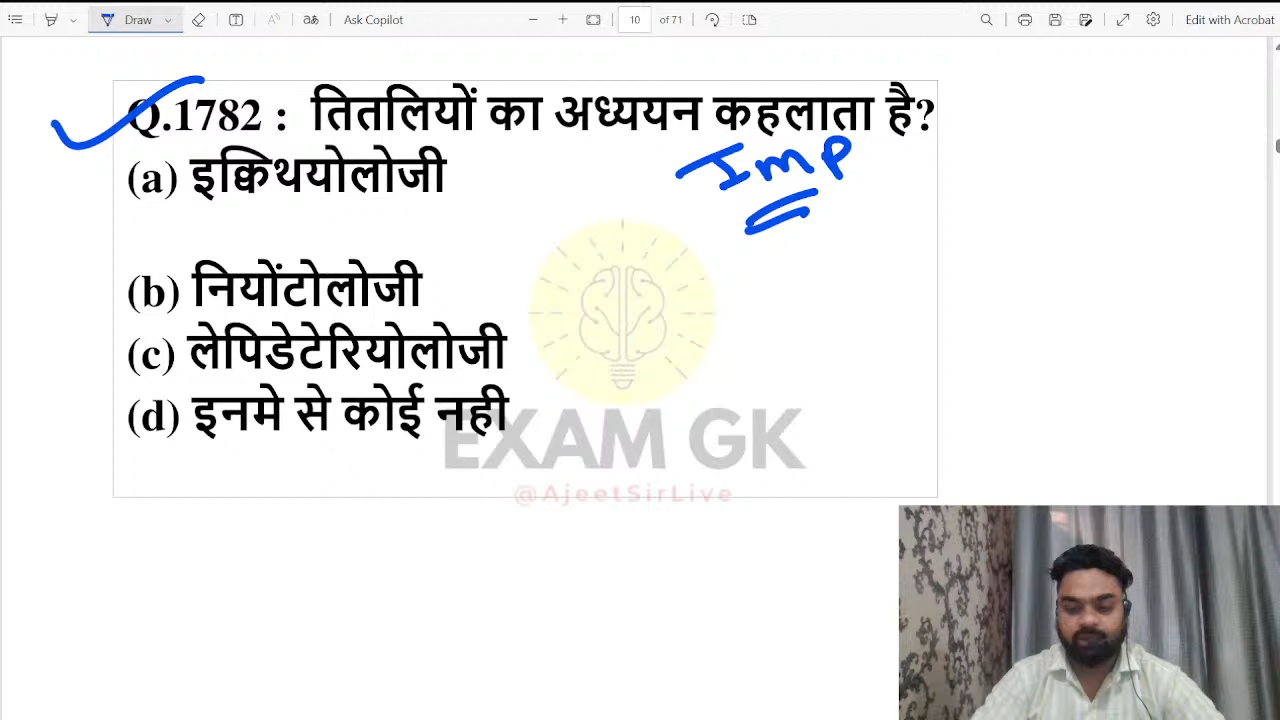 Draw
Ask Copilot
10 of 71
Edit with Acrobat
Q.1782 : तितलियों का अध्ययन कहलाता है?
Imp
(a) इक्थियोलोजी
(b) नियोंटोलोजी
(c) लेपिडेटेरियोलोजी
(d) इनमे से कोई नही
EXAM GK
@AjeetSirLive